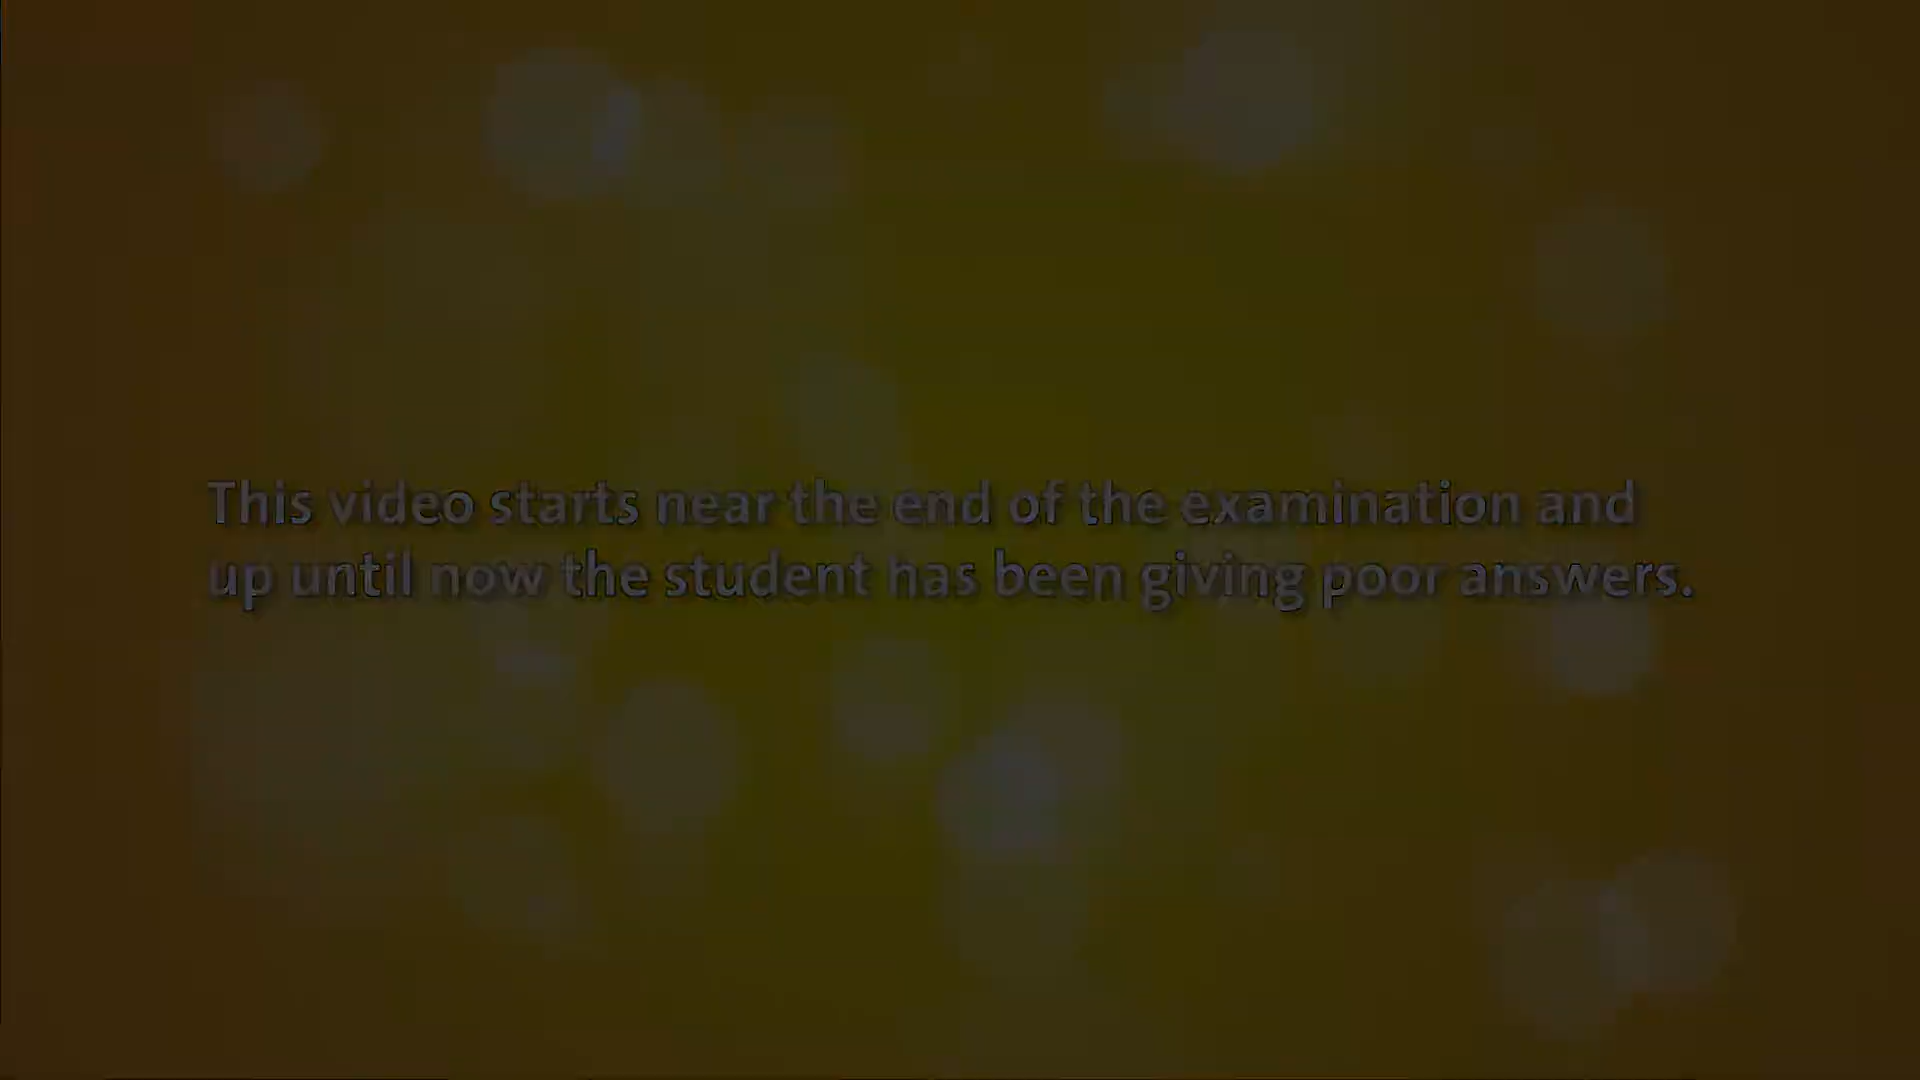 This video starts near the end of the examination and
up until now the student has been giving poor answers.